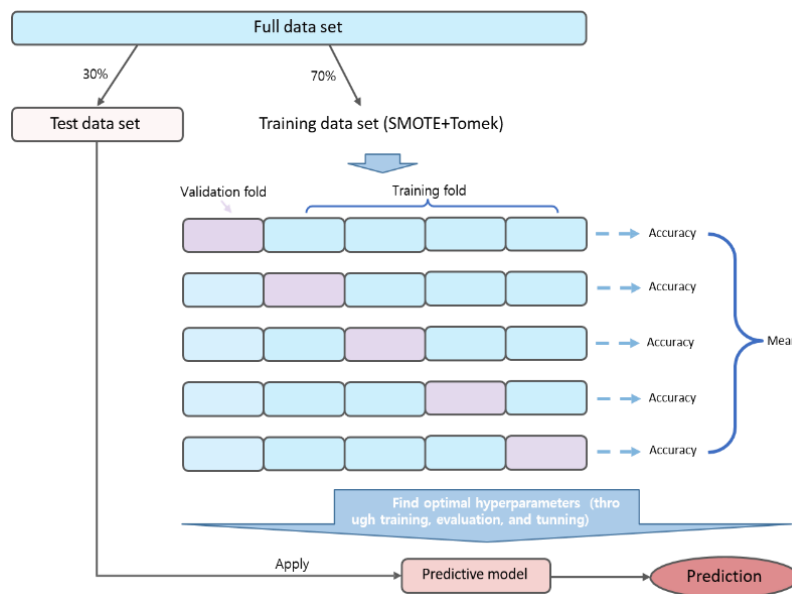 Full data set
30%
70%
Test data set
Training data set (SMOTE+Tomek)
Validation fold
Training fold
Accuracy
Accuracy
Accuracy
Mean
Accuracy
Accuracy
Find optimal hyperparameters (thro
ugh training, evaluation, and tunning)
Apply
Predictive model
Prediction